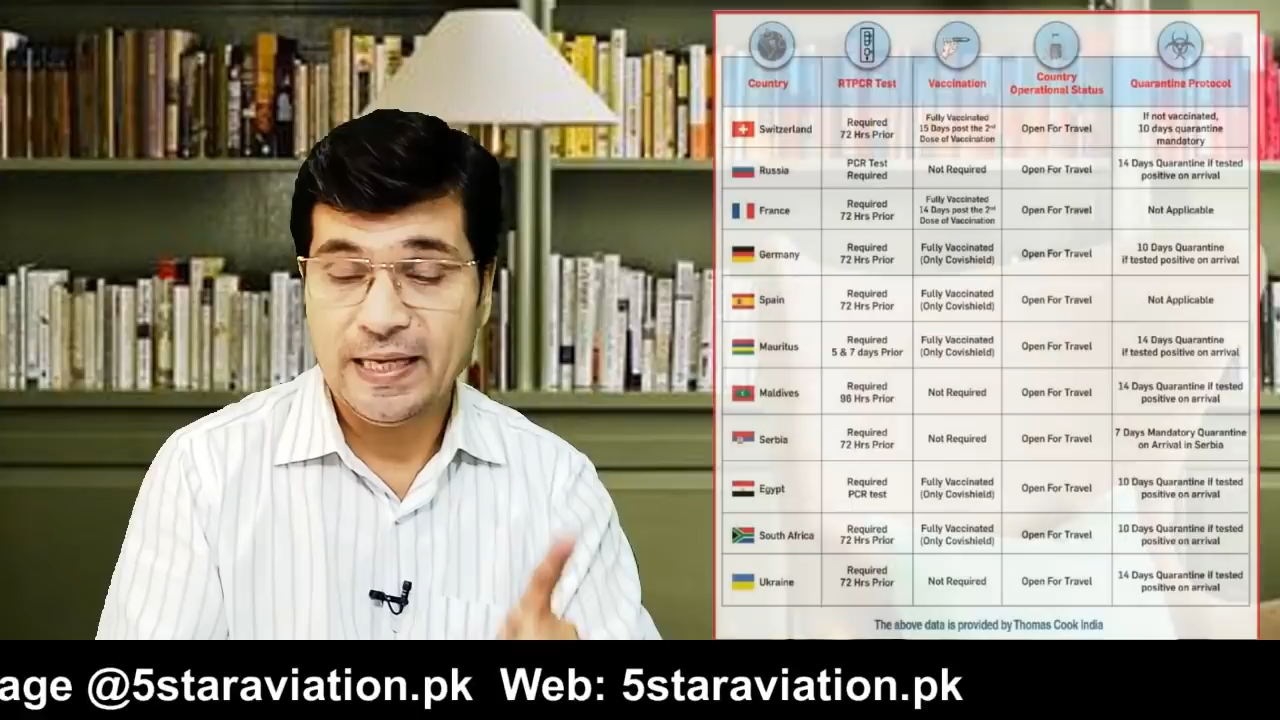 Country
RTPCR Test
Vaccination
Country
Operational Status
Quarantine Protocol
Switzerland
Required
72 Hrs Prior
Fully Vaccinated
15 Days post the 2nd
Dose of Vaccination
Open For Travel
If not vaccinated,
10 days quarantine
mandatory
Russia
PCR Test
Required
Not Required
Open For Travel
14 Days Quarantine if tested
positive on arrival
France
Required
72 Hrs Prior
Fully Vaccinated
14 Days post the 2nd
Dose of Vaccination
Open For Travel
Not Applicable
Germany
Required
72 Hrs Prior
Fully Vaccinated
(Only Covishield)
Open For Travel
10 Days Quarantine
if tested positive on arrival
Spain
Required
72 Hrs Prior
Fully Vaccinated
(Only Covishield)
Open For Travel
Not Applicable
Mauritus
Required
5 & 7 days Prior
Fully Vaccinated
(Only Covishield)
Open For Travel
14 Days Quarantine
if tested positive on arrival
Maldives
Required
96 Hrs Prior
Not Required
Open For Travel
14 Days Quarantine if tested
positive on arrival
Serbia
Required
72 Hrs Prior
Not Required
Open For Travel
7 Days Mandatory Quarantine
on Arrival in Serbia
Egypt
Required
PCR test
Fully Vaccinated
(Only Covishield)
Open For Travel
10 Days Quarantine if tested
positive on arrival
South Africa
Required
72 Hrs Prior
Fully Vaccinated
(Only Covishield)
Open For Travel
10 Days Quarantine if tested
positive on arrival
Ukraine
Required
72 Hrs Prior
Not Required
Open For Travel
14 Days Quarantine if tested
positive on arrival
The above data is provided by Thomas Cook India
age @5staraviation.pk Web: 5staraviation.pk